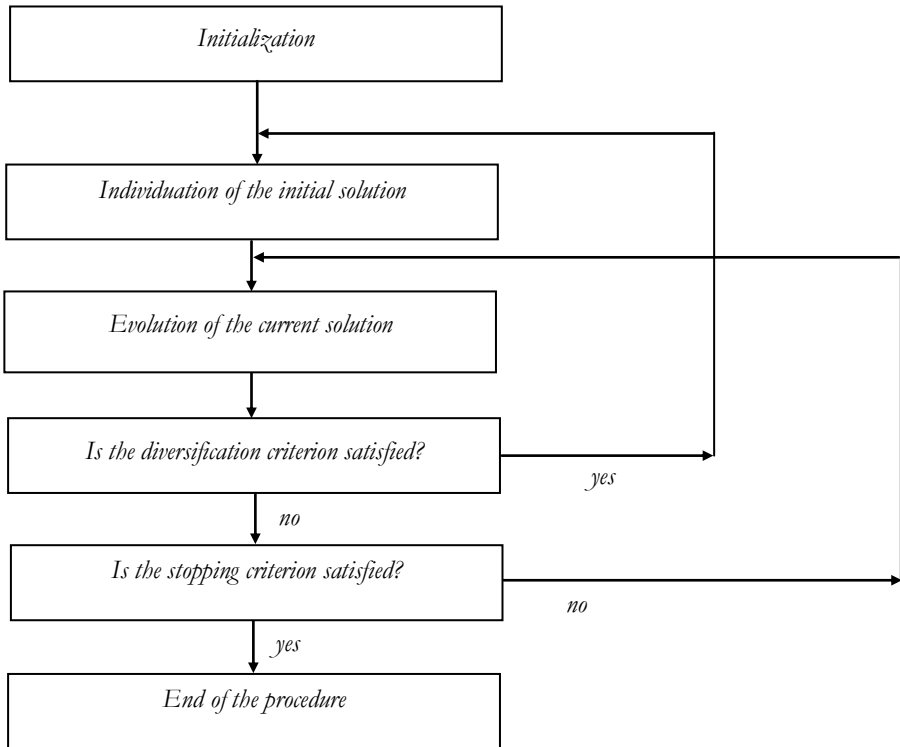 Initialization
Individuation of the initial solution
Evolution of the current solution
Is the diversification criterion satisfied?
yes
no
Is the stopping criterion satisfied?
no
yes
End of the procedure